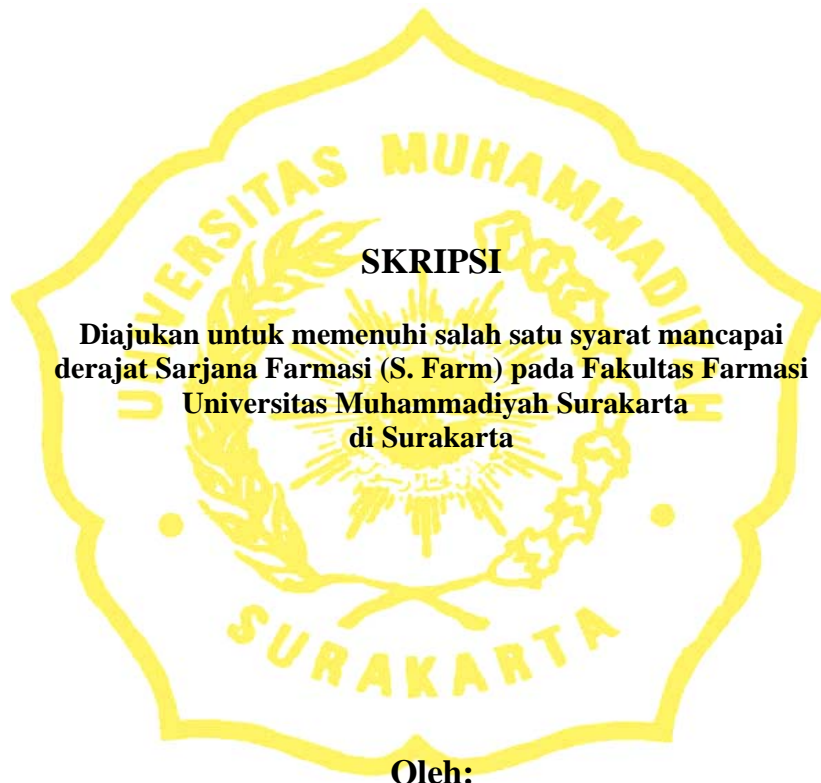 UNIVERSITAS MUHAMMADIYAH
SKRIPSI
Diajukan untuk memenuhi salah satu syarat mancapai
derajat Sarjana Farmasi (S. Farm) pada Fakultas Farmasi
Universitas Muhammadiyah Surakarta
di Surakarta
SURAKARTA
Oleh: